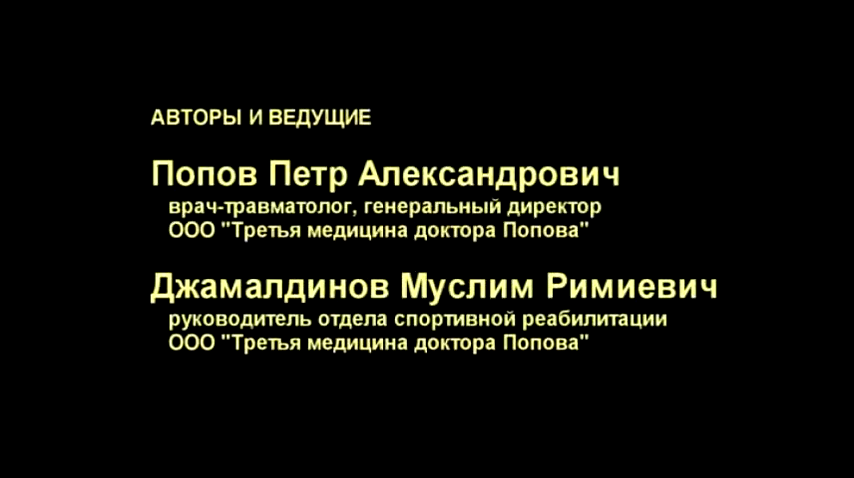 АВТОРЫ И ВЕДУЩИЕ
Попов Петр Александрович
врач-травматолог, генеральный директор
ООО "Третья медицина доктора Попова"
Джамалдинов Муслим Римиевич
руководитель отдела спортивной реабилитации
ООО "Третья медицина доктора Попова"